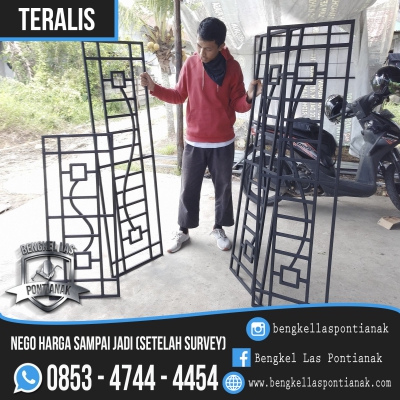 TERALIS
BENGKEL LAS
PONTIANAK
NEGO HARGA SAMPAI JADI (SETELAH SURVEY)
0853 - 4744 - 4454
bengkellaspontianak
Bengkel Las Pontianak
www.bengkellaspontianak.com